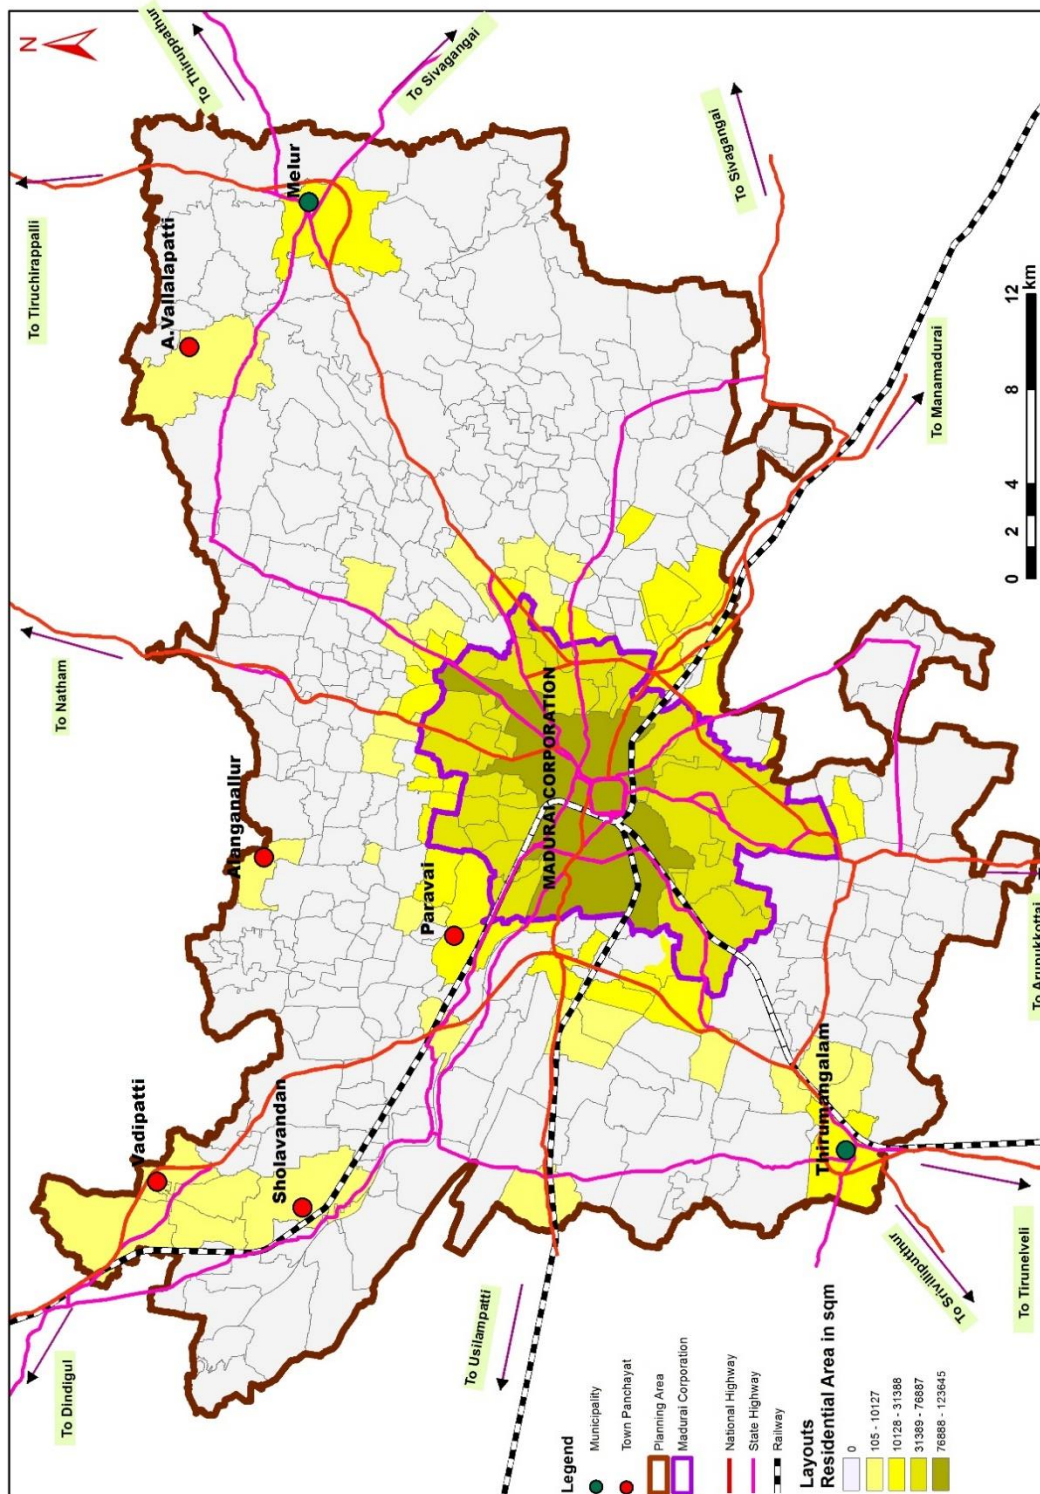 N
To Thiruppathur
To Sivagangai
To Tiruchirappalli
Melur
A.Vallalapatti
To Sivagangai
To Natham
To Manamadurai
Alanganallur
Paravai
MADURAI CORPORATION
Vadipatti
Sholavandan
Thirumangalam
To Dindigul
To Usilampatti
To Arupukkottai
To Srivilliputthur
To Tirunelveli
0 2 4 8 12
km
Legend
Municipality
Town Panchayat
Planning Area
Madurai Corporation
National Highway
State Highway
Railway
Layouts
Residential Area in sqm
0
105 - 10127
10128 - 31388
31389 - 76887
76888 - 123645